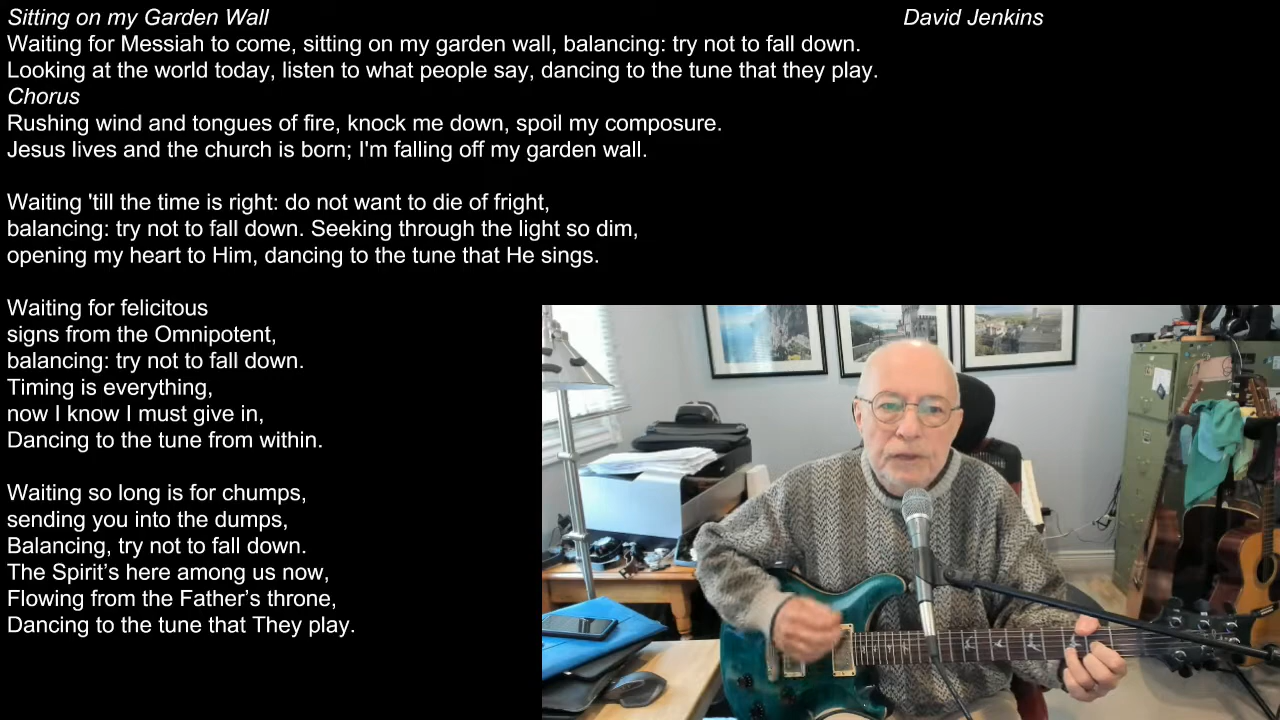 Sitting on my Garden Wall David Jenkins
Waiting for Messiah to come, sitting on my garden wall, balancing: try not to fall down.
Looking at the world today, listen to what people say, dancing to the tune that they play.
Chorus
Rushing wind and tongues of fire, knock me down, spoil my composure.
Jesus lives and the church is born; I'm falling off my garden wall.
Waiting 'till the time is right: do not want to die of fright,
balancing: try not to fall down. Seeking through the light so dim,
opening my heart to Him, dancing to the tune that He sings.
Waiting for felicitous
signs from the Omnipotent,
balancing: try not to fall down.
Timing is everything,
now I know I must give in,
Dancing to the tune from within.
Waiting so long is for chumps,
sending you into the dumps,
Balancing, try not to fall down.
The Spirit’s here among us now,
Flowing from the Father’s throne,
Dancing to the tune that They play.